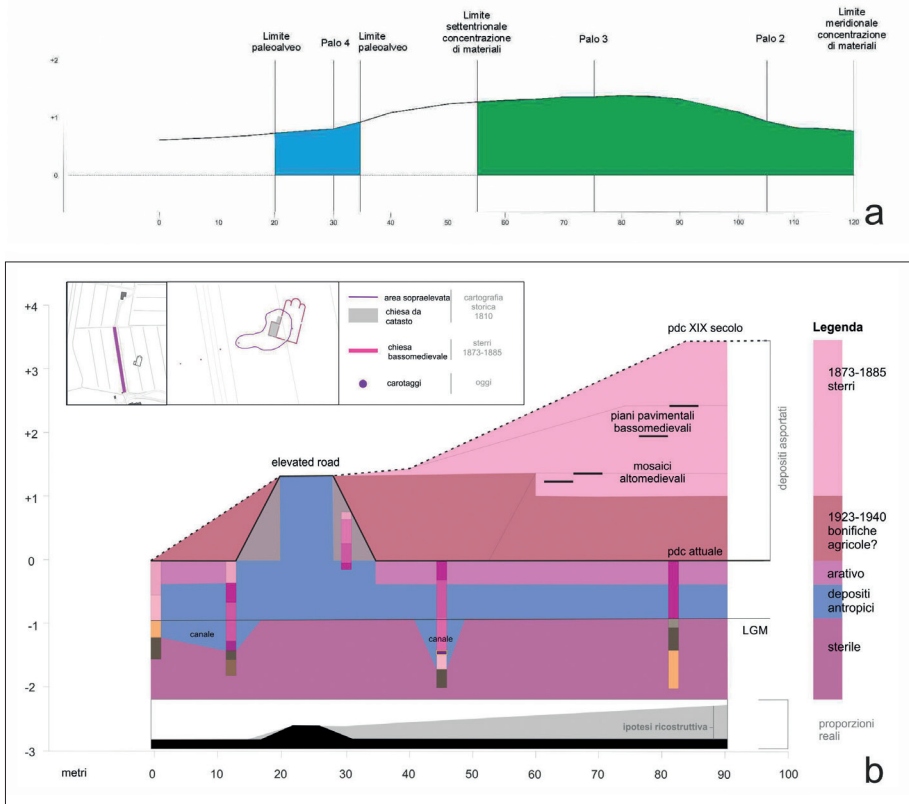 Limite
paleoalveo
Palo 4
Limite
paleoalveo
Limite
settentrionale
concentrazione
di materiali
Palo 3
Palo 2
Limite
meridionale
concentrazione
di materiali
+2
+1
0
0
20
30
40
60
70
80
90
100
110
120
a
area sopraelevata
chiesa da
catasto
cartografia
storica
1810
chiesa
bassomedievale
sterri
1873-1885
carotaggi
oggi
+4
+3
+2
+1
0
-1
-2
-3
pdc XIX secolo
piani pavimentali
bassomedievali
mosaici
altomedievali
elevated road
pdc attuale
depositi asportati
canale
canale
LGM
Legenda
1873-1885
sterri
1923-1940
bonifiche
agricole?
arativo
depositi
antropici
sterile
ipotesi ricostruttiva
proporzioni
reali
metri
0
10
20
30
40
50
60
70
80
90
100
b